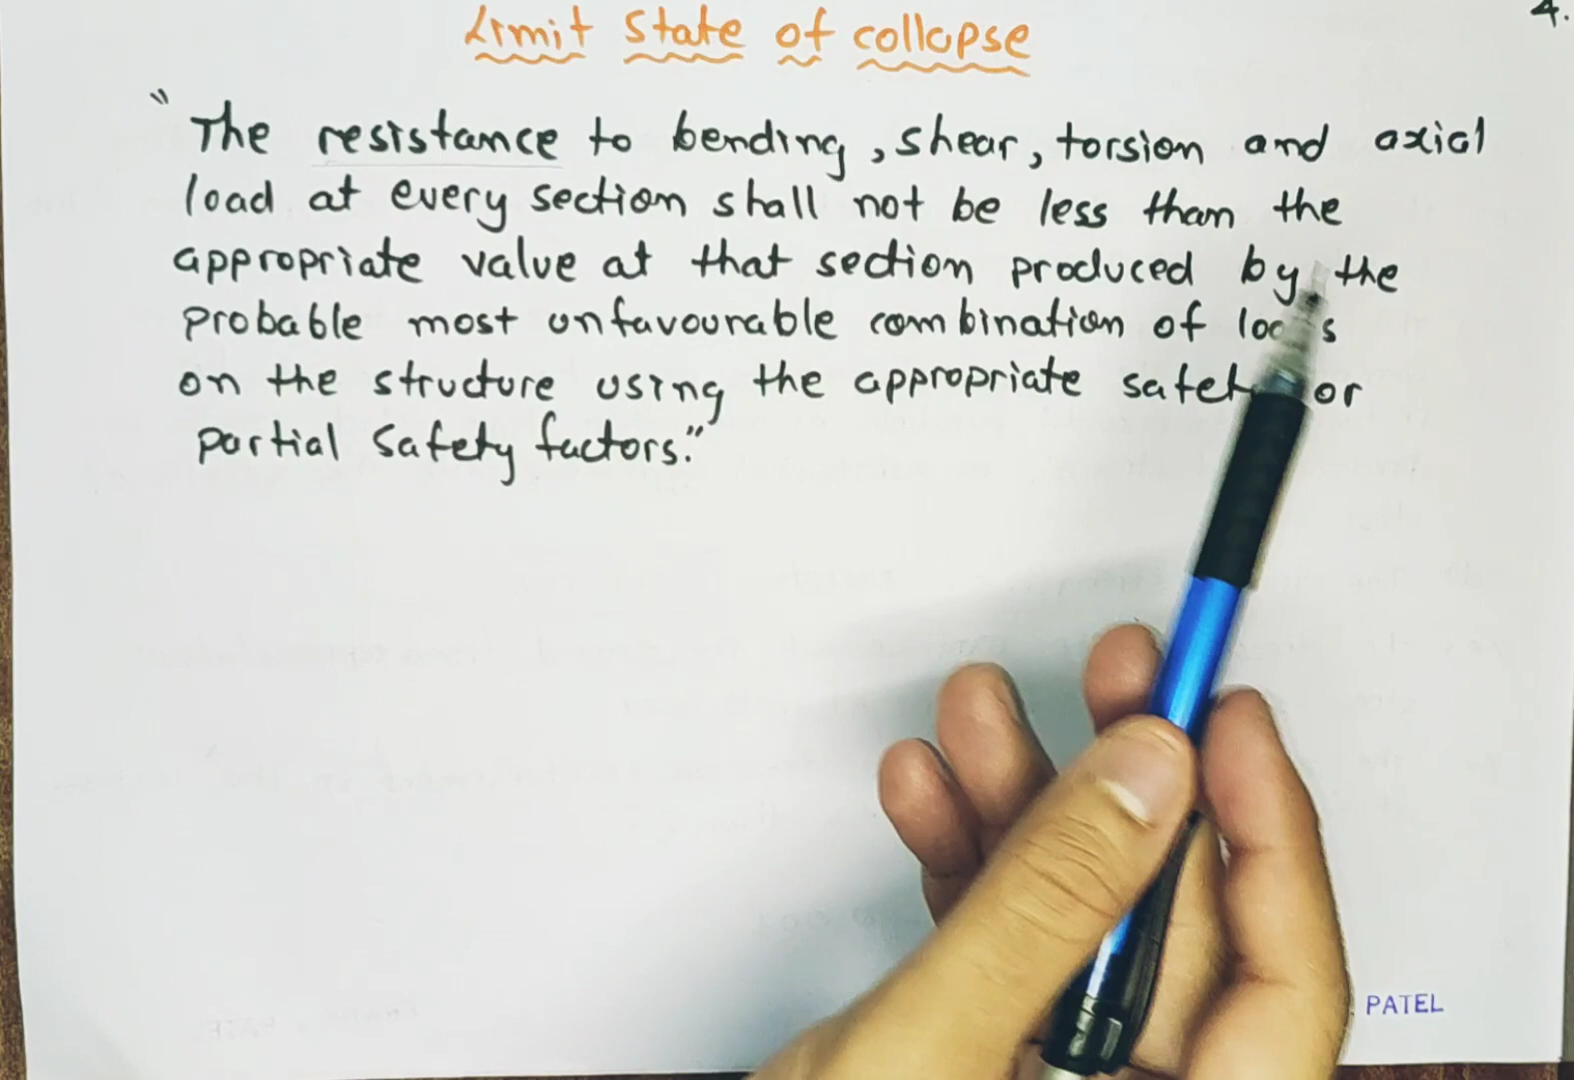 Limit State of collapse
4.
"The resistance to bending, shear, torsion and axial
load at every section shall not be less than the
appropriate value at that section produced by the
probable most unfavourable combination of
on the structure using the appropriate or
partial safety factors."
PATEL